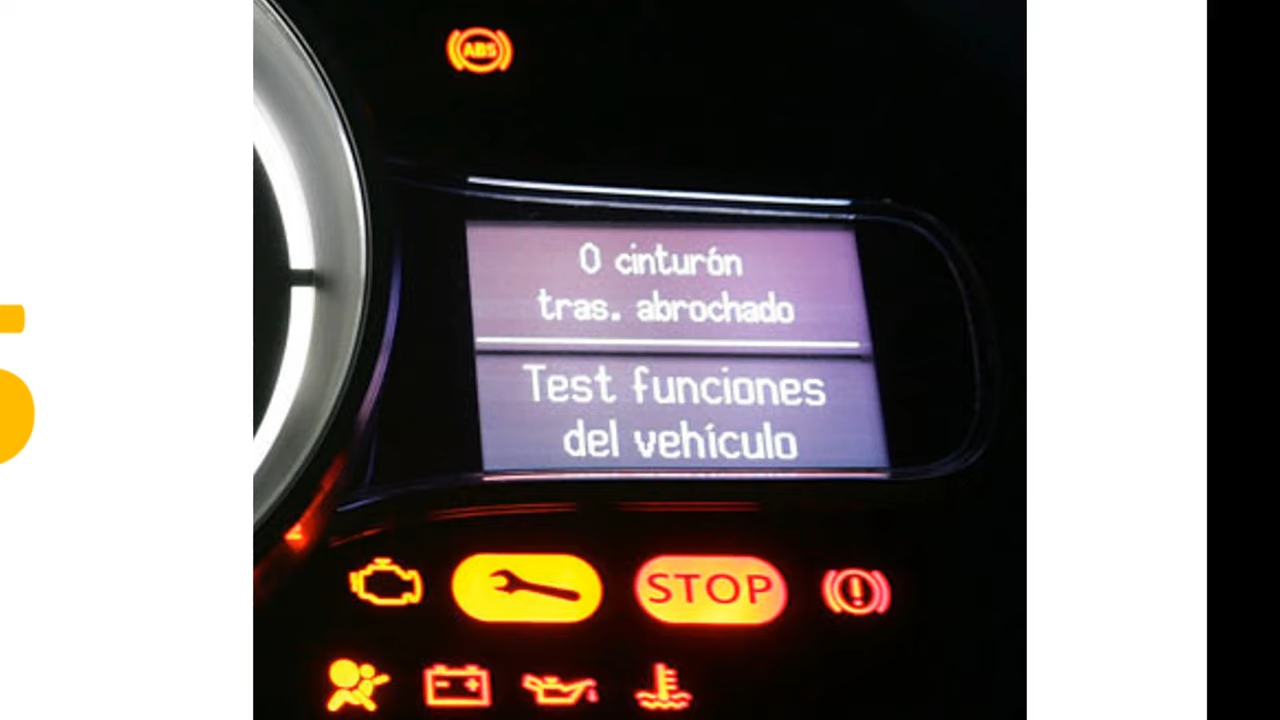 ABS
0 cinturón
tras. abrochado
Test funciones
del vehículo
STOP